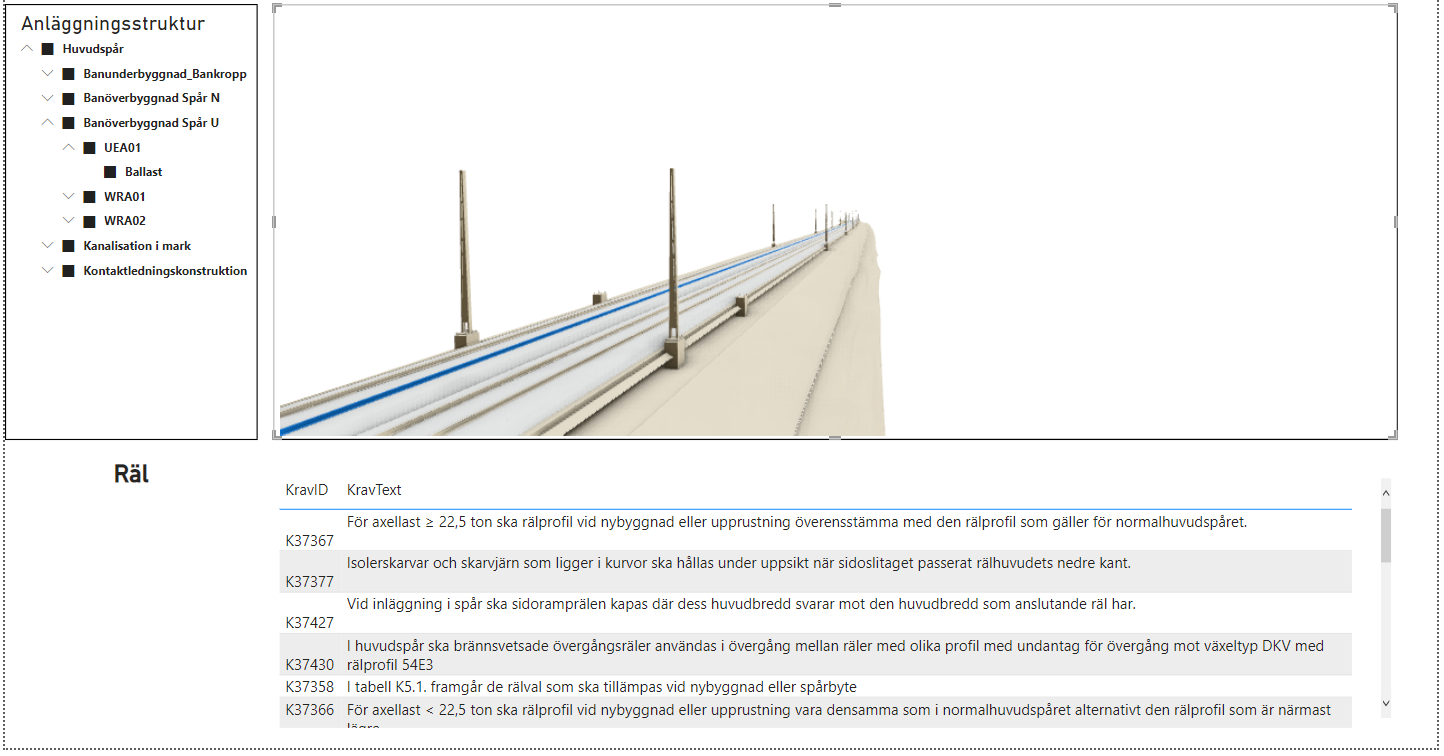 Anläggningsstruktur
Huvudspår
Banunderbyggnad_Bankropp
Banöverbyggnad Spår N
Banöverbyggnad Spår U
UEA01
Ballast
WRA01
WRA02
Kanalisation i mark
Kontaktledningskonstruktion
Räl
KravID KravText
För axellast ≥ 22,5 ton ska rälprofil vid nybyggnad eller upprustning överensstämma med den rälprofil som gäller för normalhuvudspåret.
K37367
Isolerskarvar och skarvjärn som ligger i kurvor ska hållas under uppsikt när sidoslitaget passerat rälhuvudets nedre kant.
K37377
Vid inläggning i spår ska sidoramprälen kapas där dess huvudbredd svarar mot den huvudbredd som anslutande räl har.
K37427
I huvudspår ska brännsvetsade övergångsräler användas i övergång mellan räler med olika profil med undantag för övergång mot växeltyp DKV med
K37430 rälprofil 54E3
K37358 I tabell K5.1. framgår de rälval som ska tillämpas vid nybyggnad eller spårbyte
K37366 För axellast < 22,5 ton ska rälprofil vid nybyggnad eller upprustning vara densamma som i normalhuvudspåret alternativt den rälprofil som är närmast
lägre